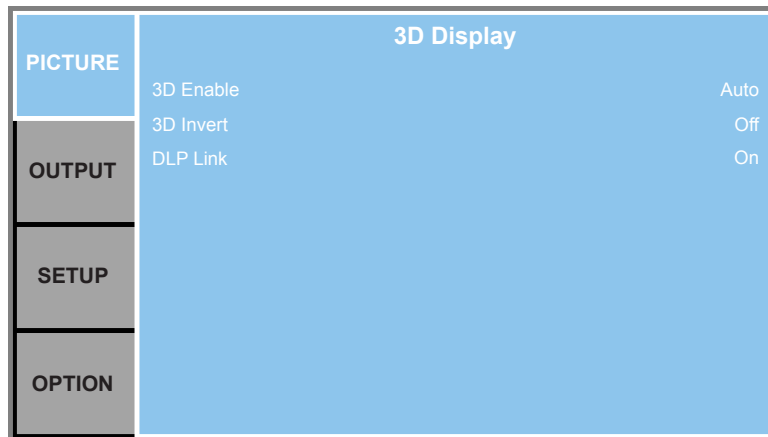 PICTURE
OUTPUT
SETUP
OPTION
3D Display
3D Enable Auto
3D Invert Off
DLP Link On